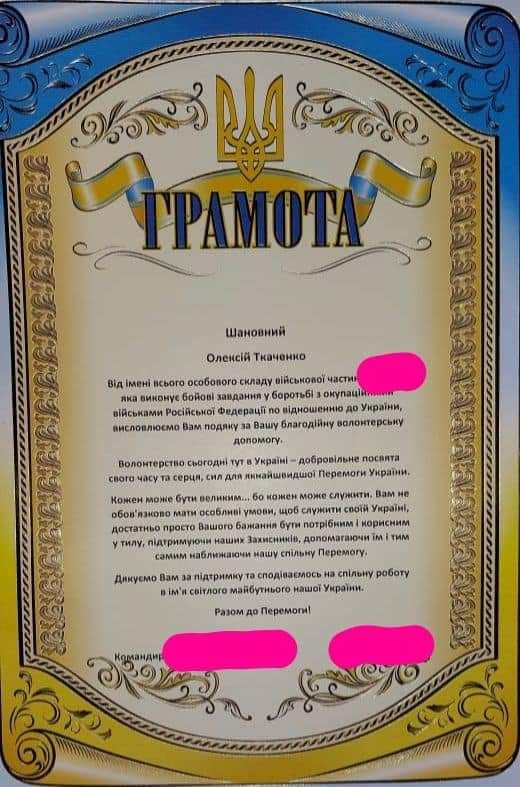 ГРАМОТА
Шановний
Олексій Ткаченко
Від імені всього особового складу військової
яка виконує бойові завдання у боротьбі з
військами Російської Федерації по відношенню до України,
висловлюємо Вам подяку за Вашу благодійну волонтерську
допомогу.
Волонтерство сьогодні тут в Україні – добровільне посвята
свого часу та серця, сил для якнайшвидшої Перемоги України.
Кожен може бути великим... бо кожен може служити. Вам не
обов'язково мати особливі умови, щоб служити своїй Україні,
достатньо просто Вашого бажання бути потрібним і корисним
у тилу, підтримуючи наших Захисників, допомагаючи їм і тим
самим наближаючи нашу спільну Перемогу.
Дякуємо Вам за підтримку та сподіваємось на спільну роботу
в ім'я світлого майбутнього нашої України.
Разом до Перемоги!
Командир